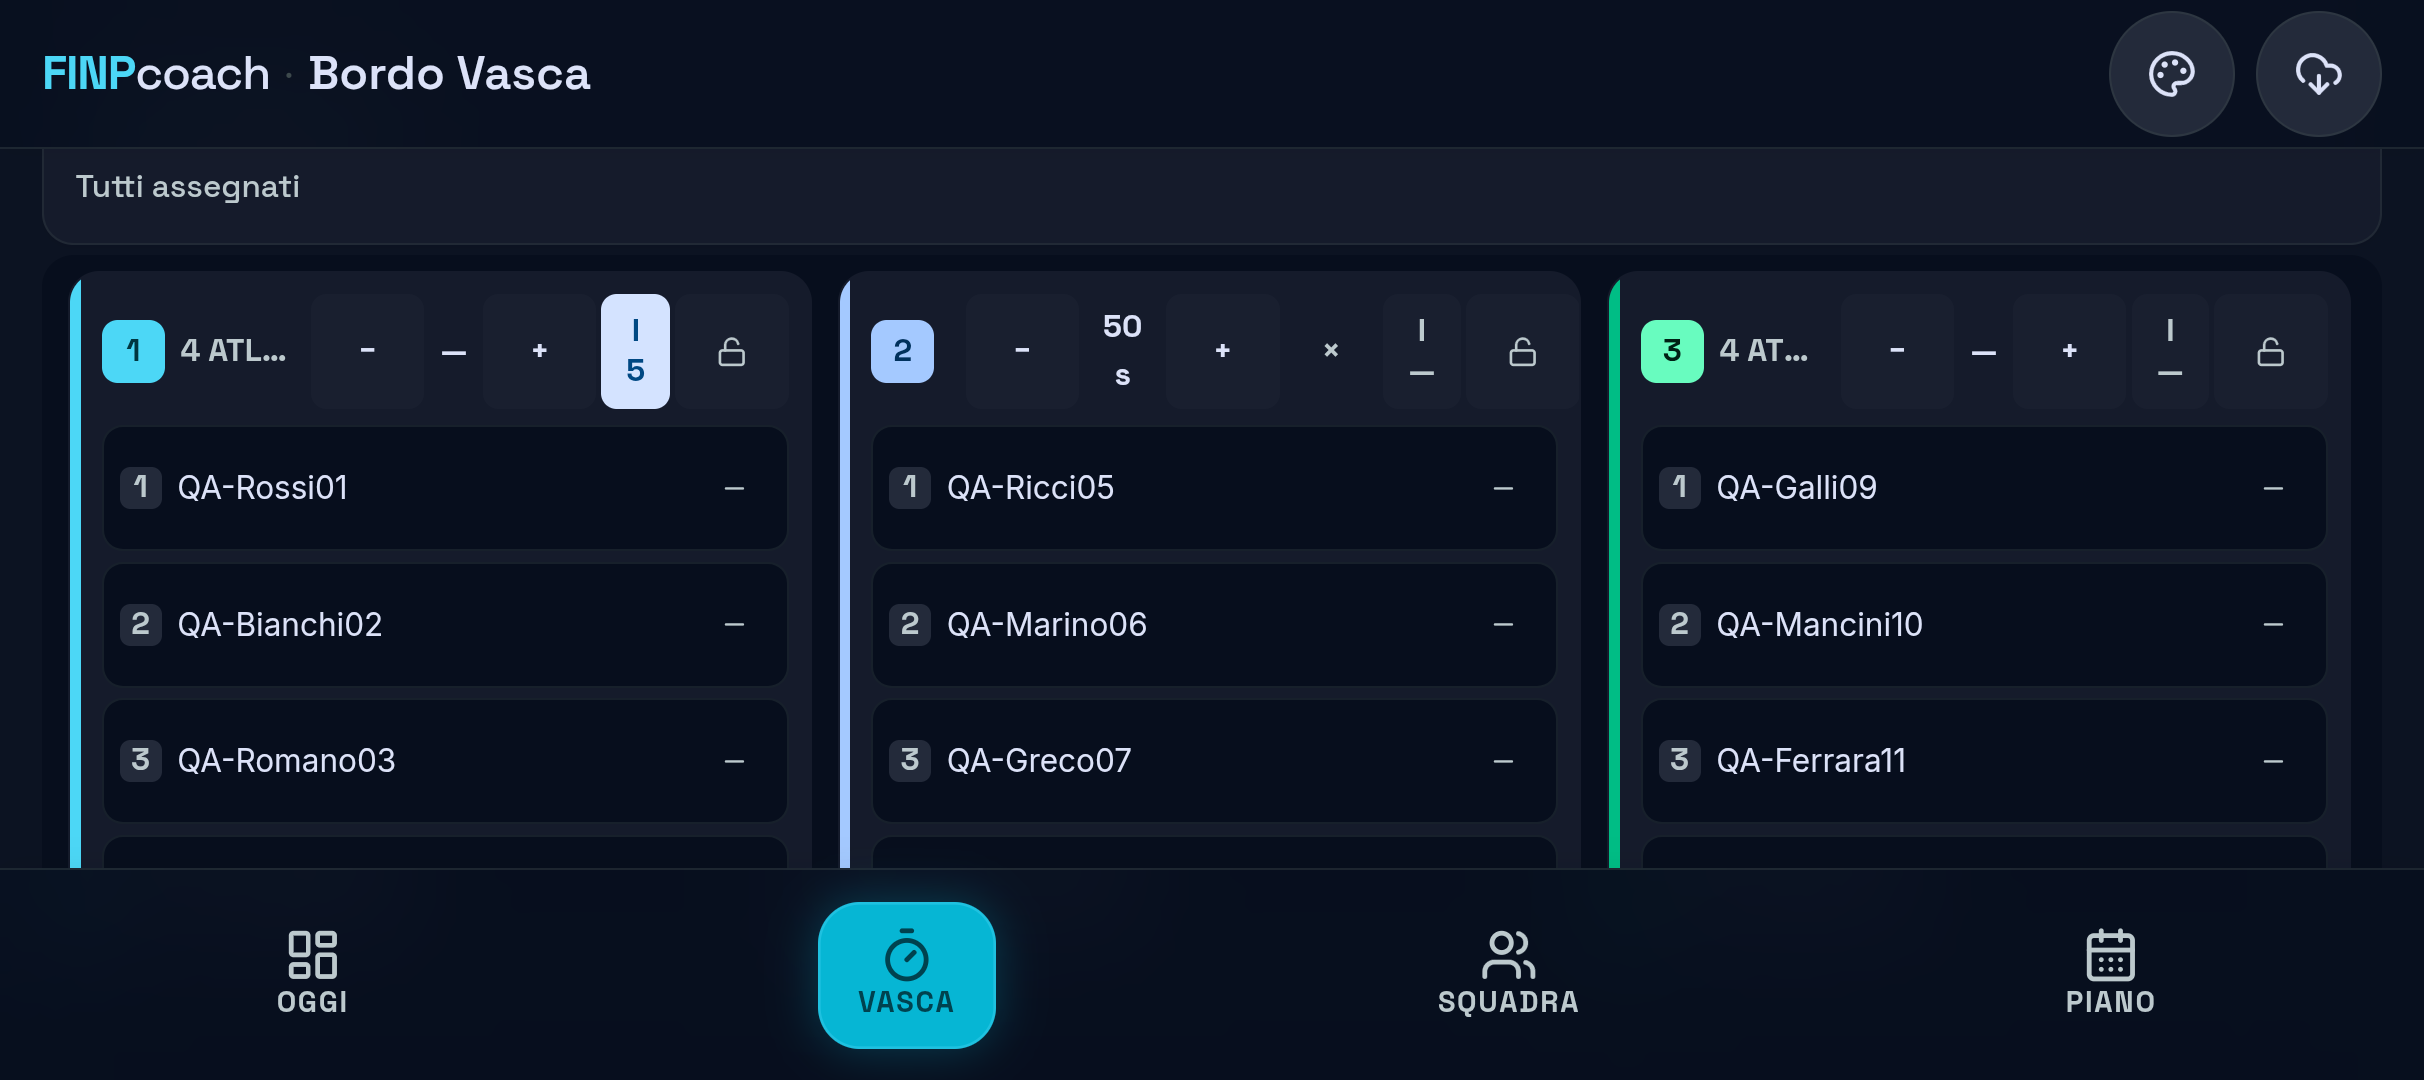 FINPcoach · Bordo Vasca
Tutti assegnati
1 4 ATL... - — + I 5
2 - 50 s + × I —
3 4 AT... - — + I —
1 QA-Rossi01 —
2 QA-Bianchi02 —
3 QA-Romano03 —
1 QA-Ricci05 —
2 QA-Marino06 —
3 QA-Greco07 —
1 QA-Galli09 —
2 QA-Mancini10 —
3 QA-Ferrara11 —
OGGI
VASCA
SQUADRA
PIANO